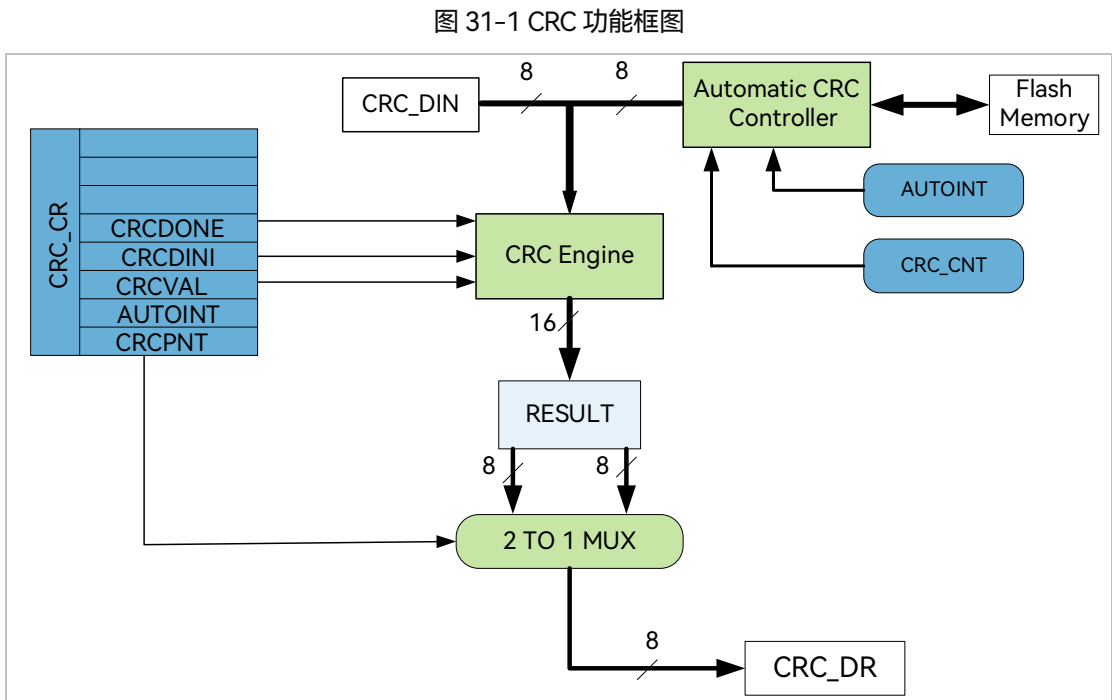 图 31-1 CRC 功能框图
8
8
CRC_DIN
Automatic CRC
Controller
Flash
Memory
AUTOINT
CRC_CNT
CRC_CR
CRCDONE
CRCDINI
CRCVAL
AUTOINT
CRCPNT
CRC Engine
16
RESULT
8
8
2 TO 1 MUX
8
CRC_DR